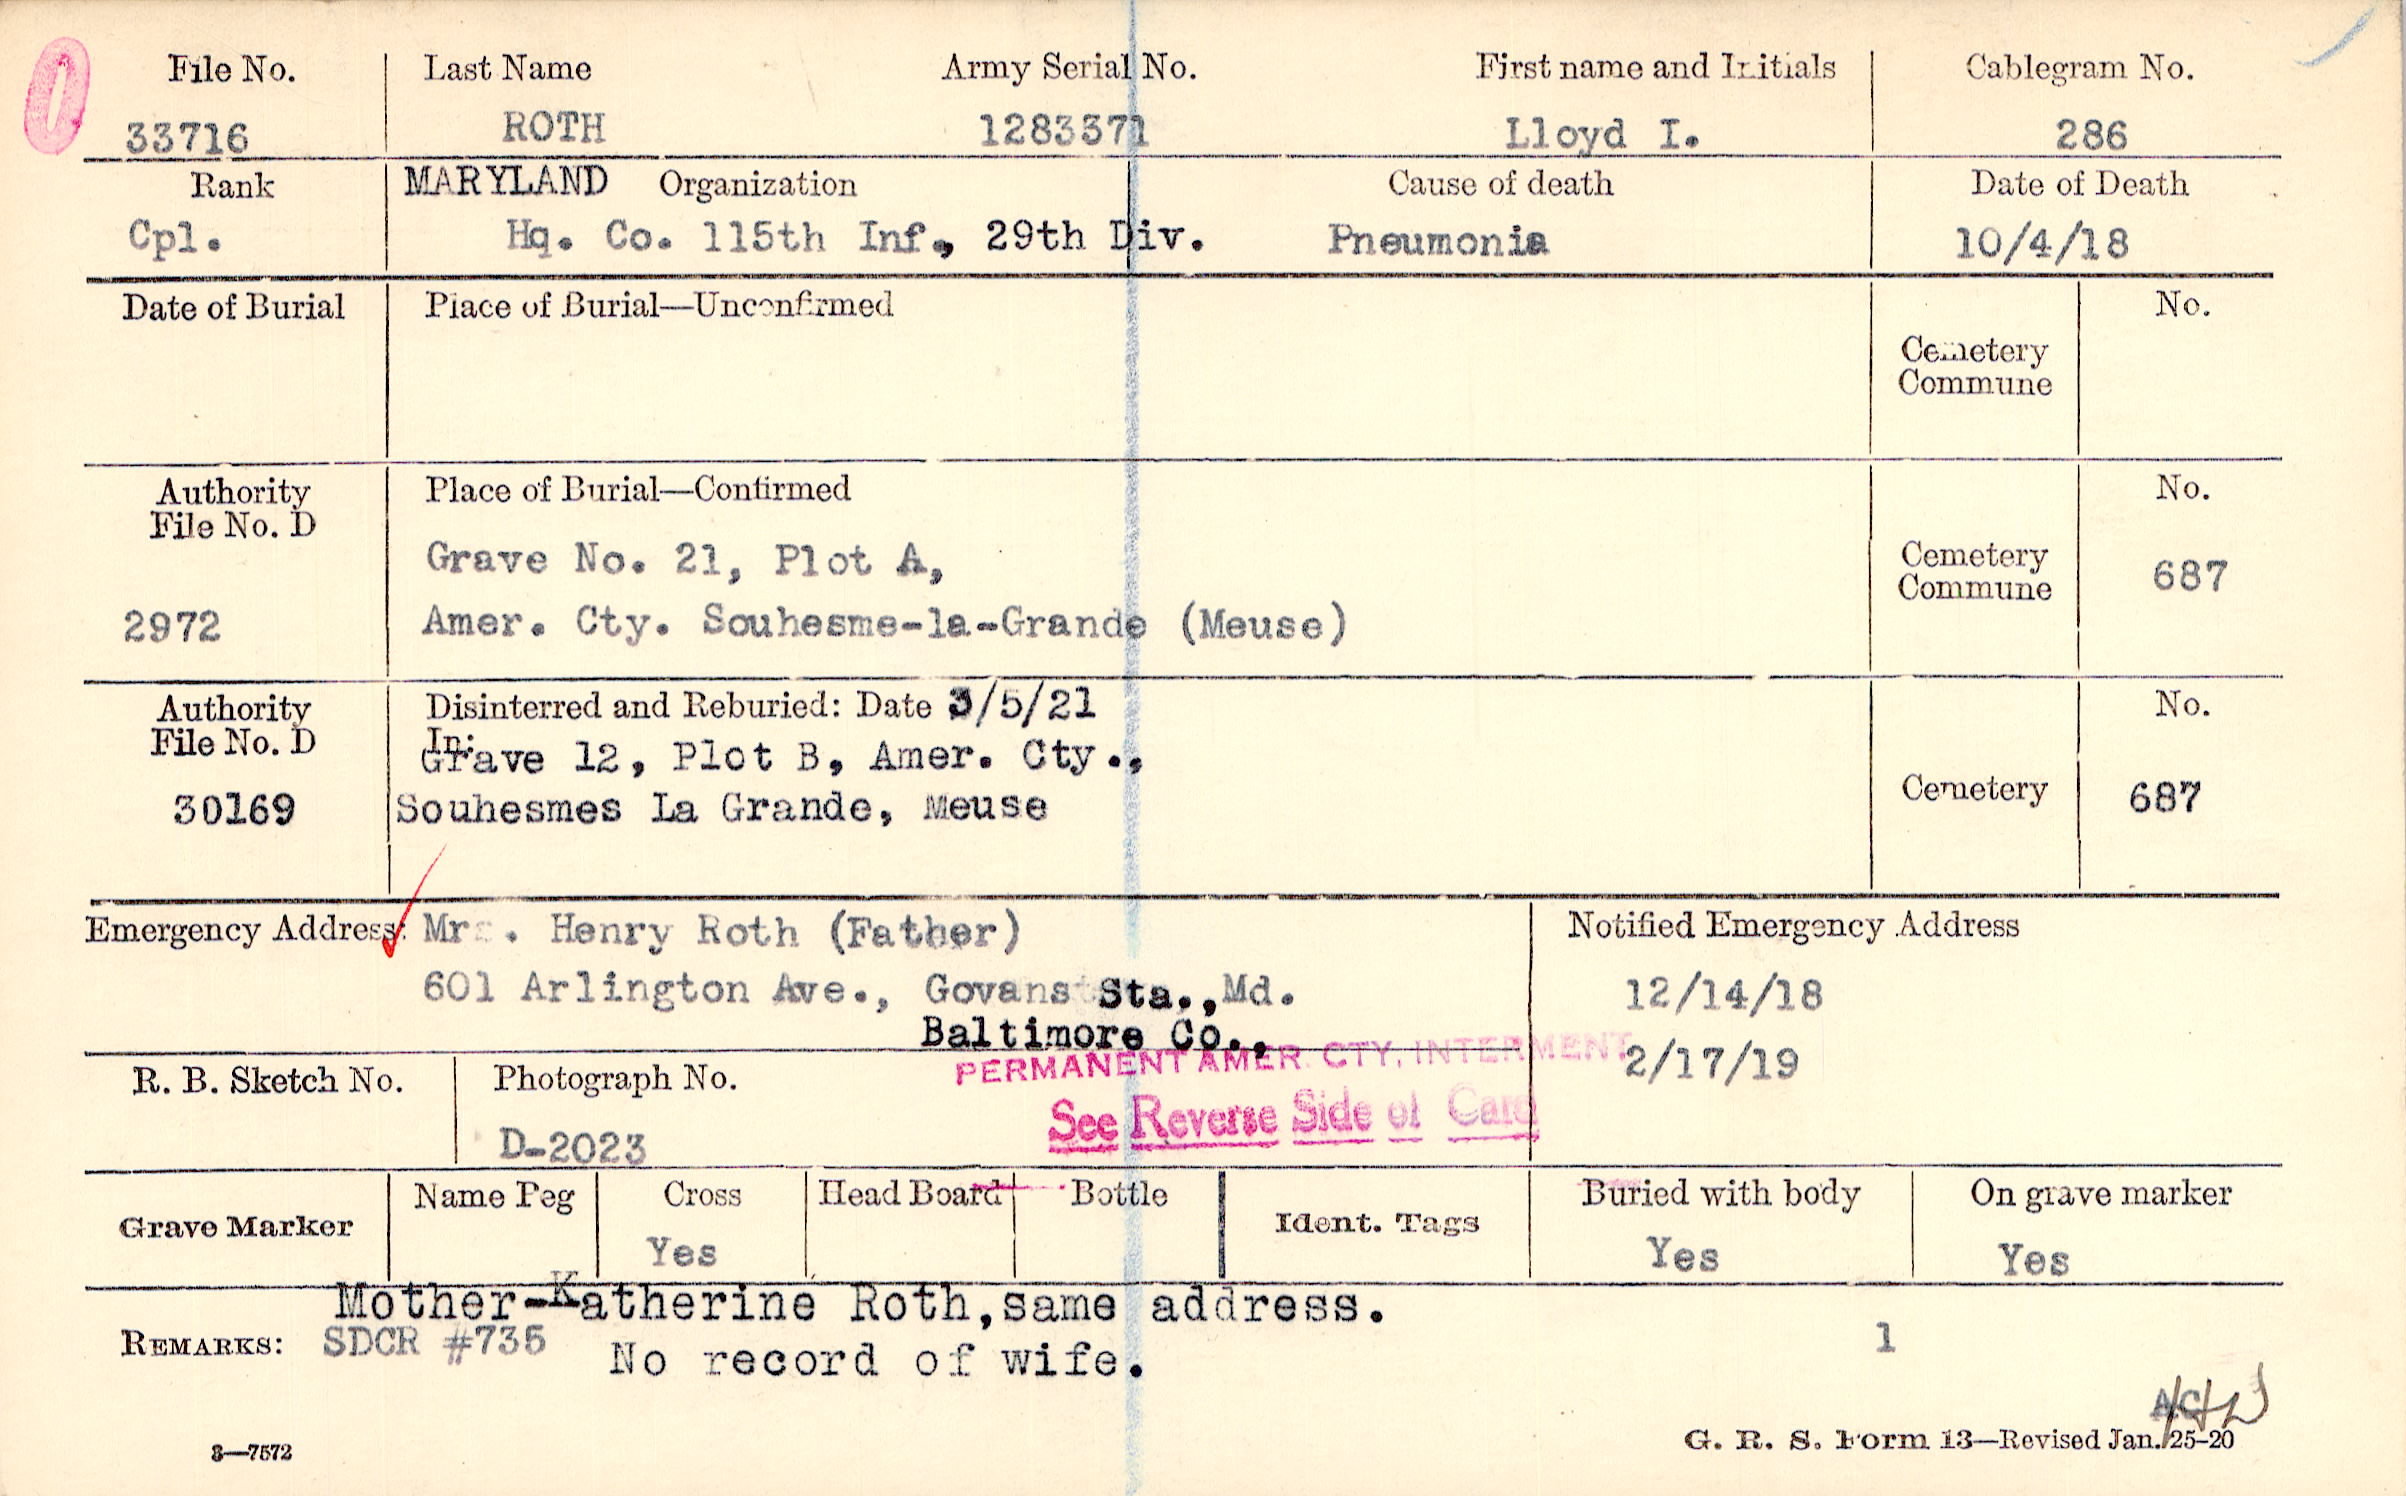 File No. Last Name Army Serial No. First name and Initials Cablegram No.
33716 ROTH 1283371 Lloyd I. 286
Rank MARYLAND Organization Cause of death Date of Death
Cpl. Hq. Co. 115th Inf., 29th Div. Pneumonia 10/4/18
Date of Burial Place of Burial—Unconfirmed No.
Cemetery
Commune
Authority Place of Burial—Confirmed No.
File No. D
Grave No. 21, Plot A, Cemetery
Commune 687
2972 Amer. Cty. Souhesme-la-Grande (Meuse)
Authority Disinterred and Reburied: Date 3/5/21 No.
File No. D In:
Grave 12, Plot B, Amer. Cty.,
30169 Souhesmes La Grande, Meuse Cemetery 687
Emergency Address: Mr . Henry Roth (Father) Notified Emergency Address
601 Arlington Ave., Govans Sta., Md. 12/14/18
Baltimore Co.,
PERMANENT AMER. CTY, INTERMENT 2/17/19
R. B. Sketch No. Photograph No.
See Reverse Side of Card
D-2023
Grave Marker Name Peg Cross Head Board Bottle Ident. Tags Buried with body On grave marker
Yes Yes Yes
Mother-Katherine Roth, same address.
REMARKS: SDCR #735 No record of wife. 1
3—7572 G. R. S. Form 13—Revised Jan. 25-20